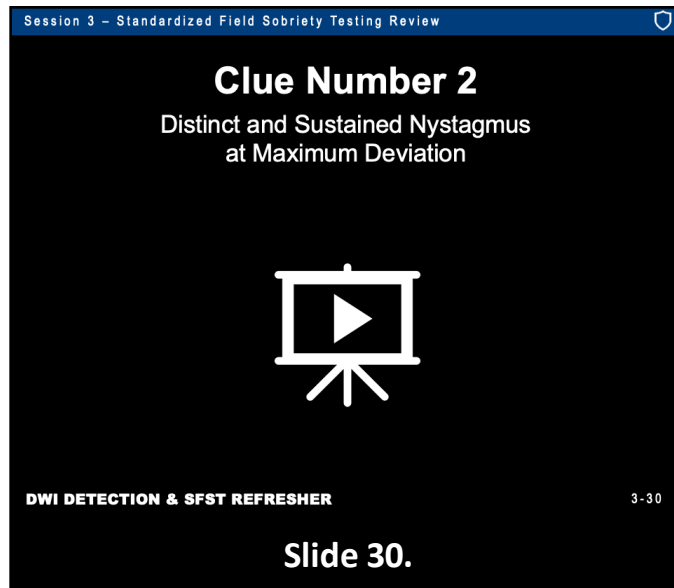 Session 3 – Standardized Field Sobriety Testing Review
Clue Number 2
Distinct and Sustained Nystagmus
at Maximum Deviation
DWI DETECTION & SFST REFRESHER
3-30
Slide 30.